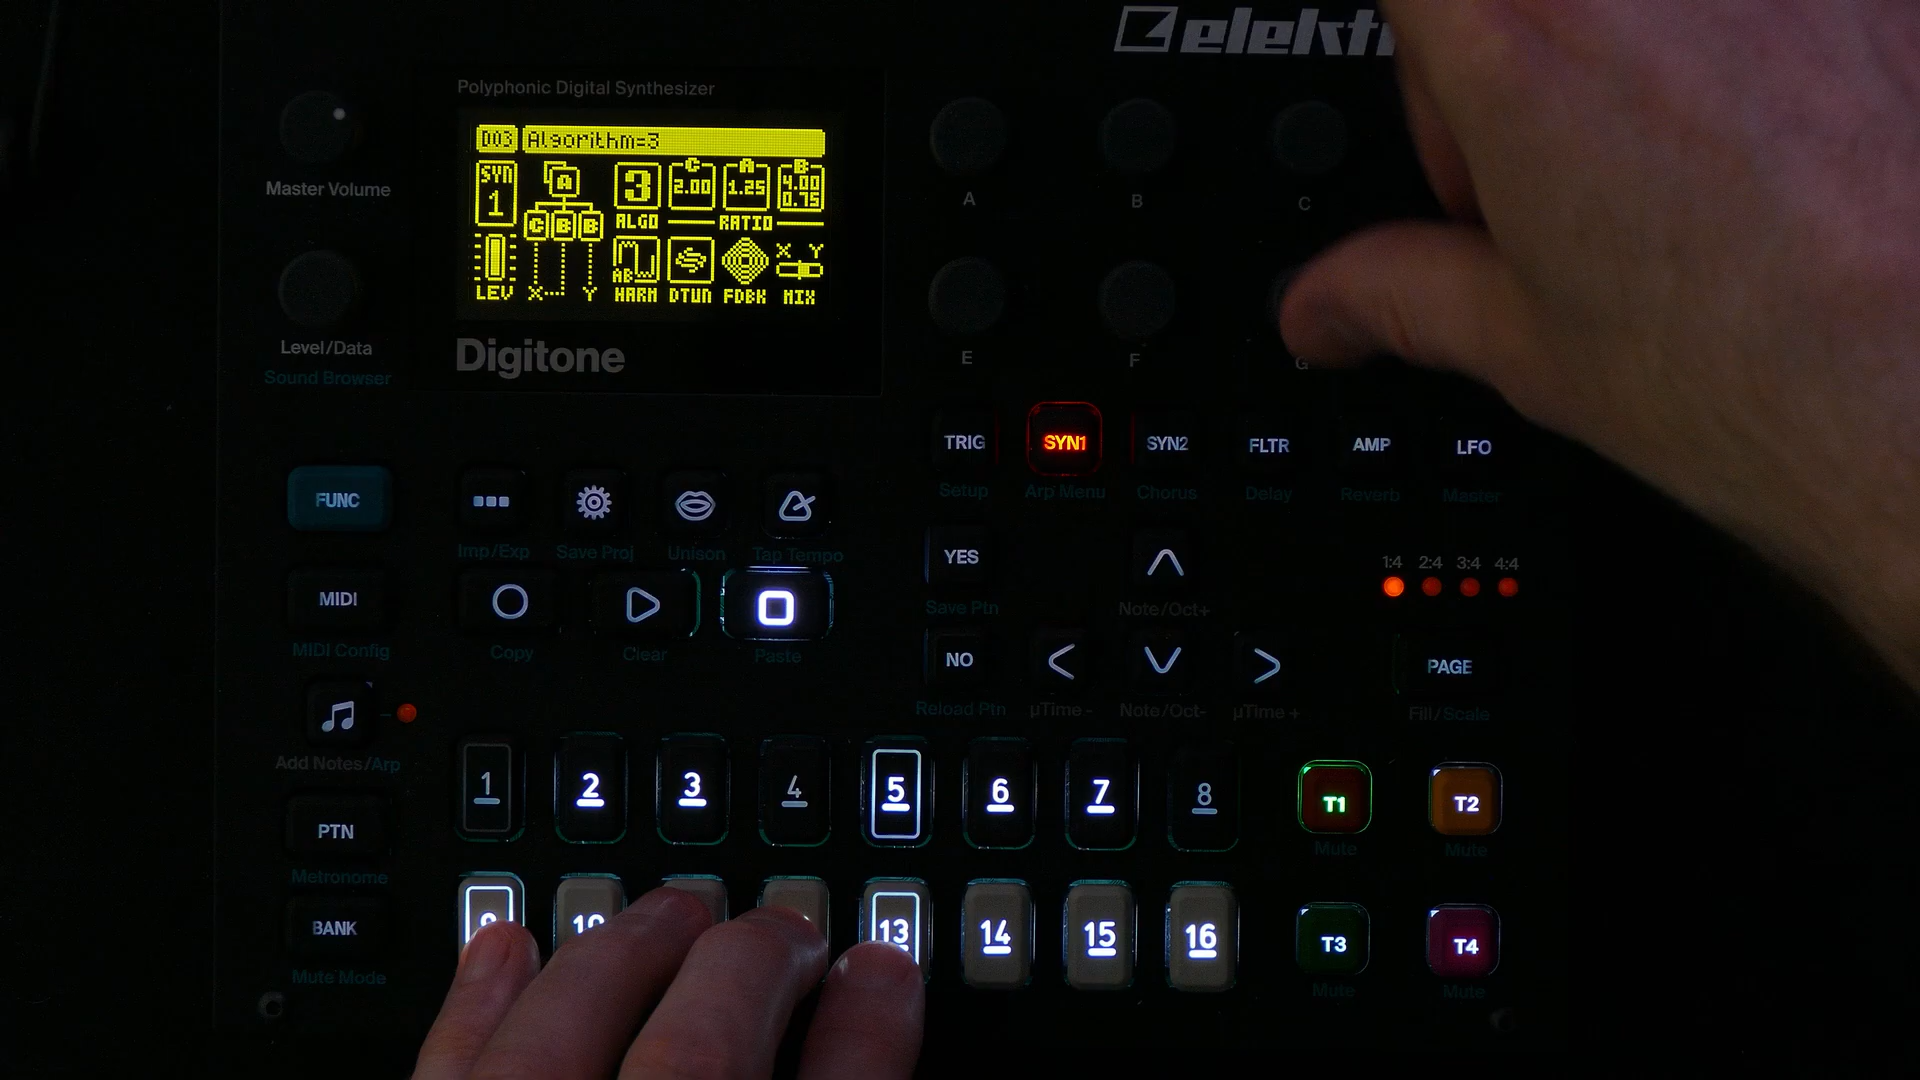 elektr
Polyphonic Digital Synthesizer
D03 Algorithm=3
SYN 1
A
3
C 2.00
A 1.25
B 4.00 0.75
C B B
ALGO RATIO
AB
X Y
LEV X Y HARM DTUN FDBK MIX
Digitone
Master Volume
Level/Data
Sound Browser
A B C
E F G
TRIG SYN1 SYN2 FLTR AMP LFO
Setup Arp Menu Chorus Delay Reverb Master
FUNC
Imp/Exp Save Proj Unison Tap Tempo
YES
Save Ptn
Note/Oct+
1:4 2:4 3:4 4:4
MIDI
MIDI Config
Copy Clear Paste
NO
PAGE
Reload Ptn µTime - Note/Oct- µTime +
Fill/Scale
Add Notes/Arp
1 2 3 4 5 6 7 8
T1 T2
Mute Mute
PTN
Metronome
BANK
Mute Mode
9 10 13 14 15 16
T3 T4
Mute Mute